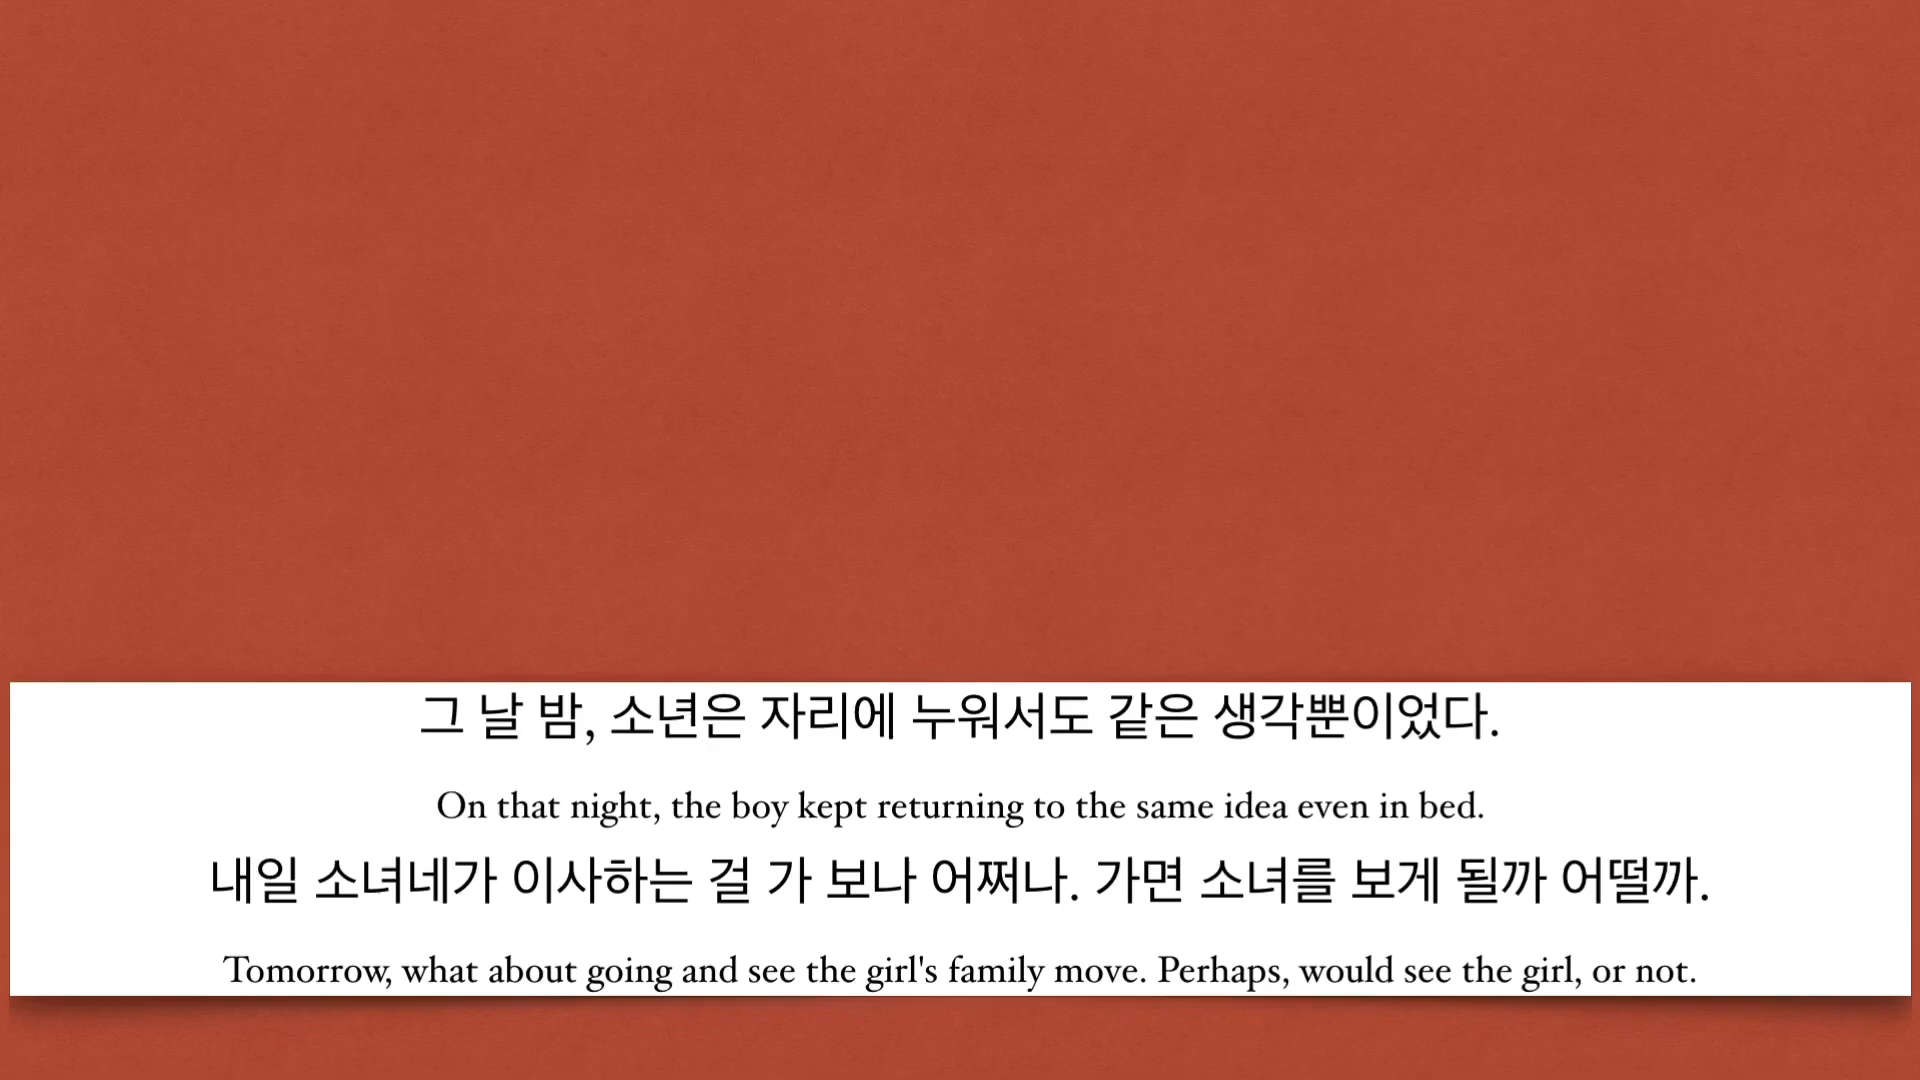 그 날 밤, 소년은 자리에 누워서도 같은 생각뿐이었다.
On that night, the boy kept returning to the same idea even in bed.
내일 소녀네가 이사하는 걸 가 보나 어쩌나. 가면 소녀를 보게 될까 어떨까.
Tomorrow, what about going and see the girl's family move. Perhaps, would see the girl, or not.